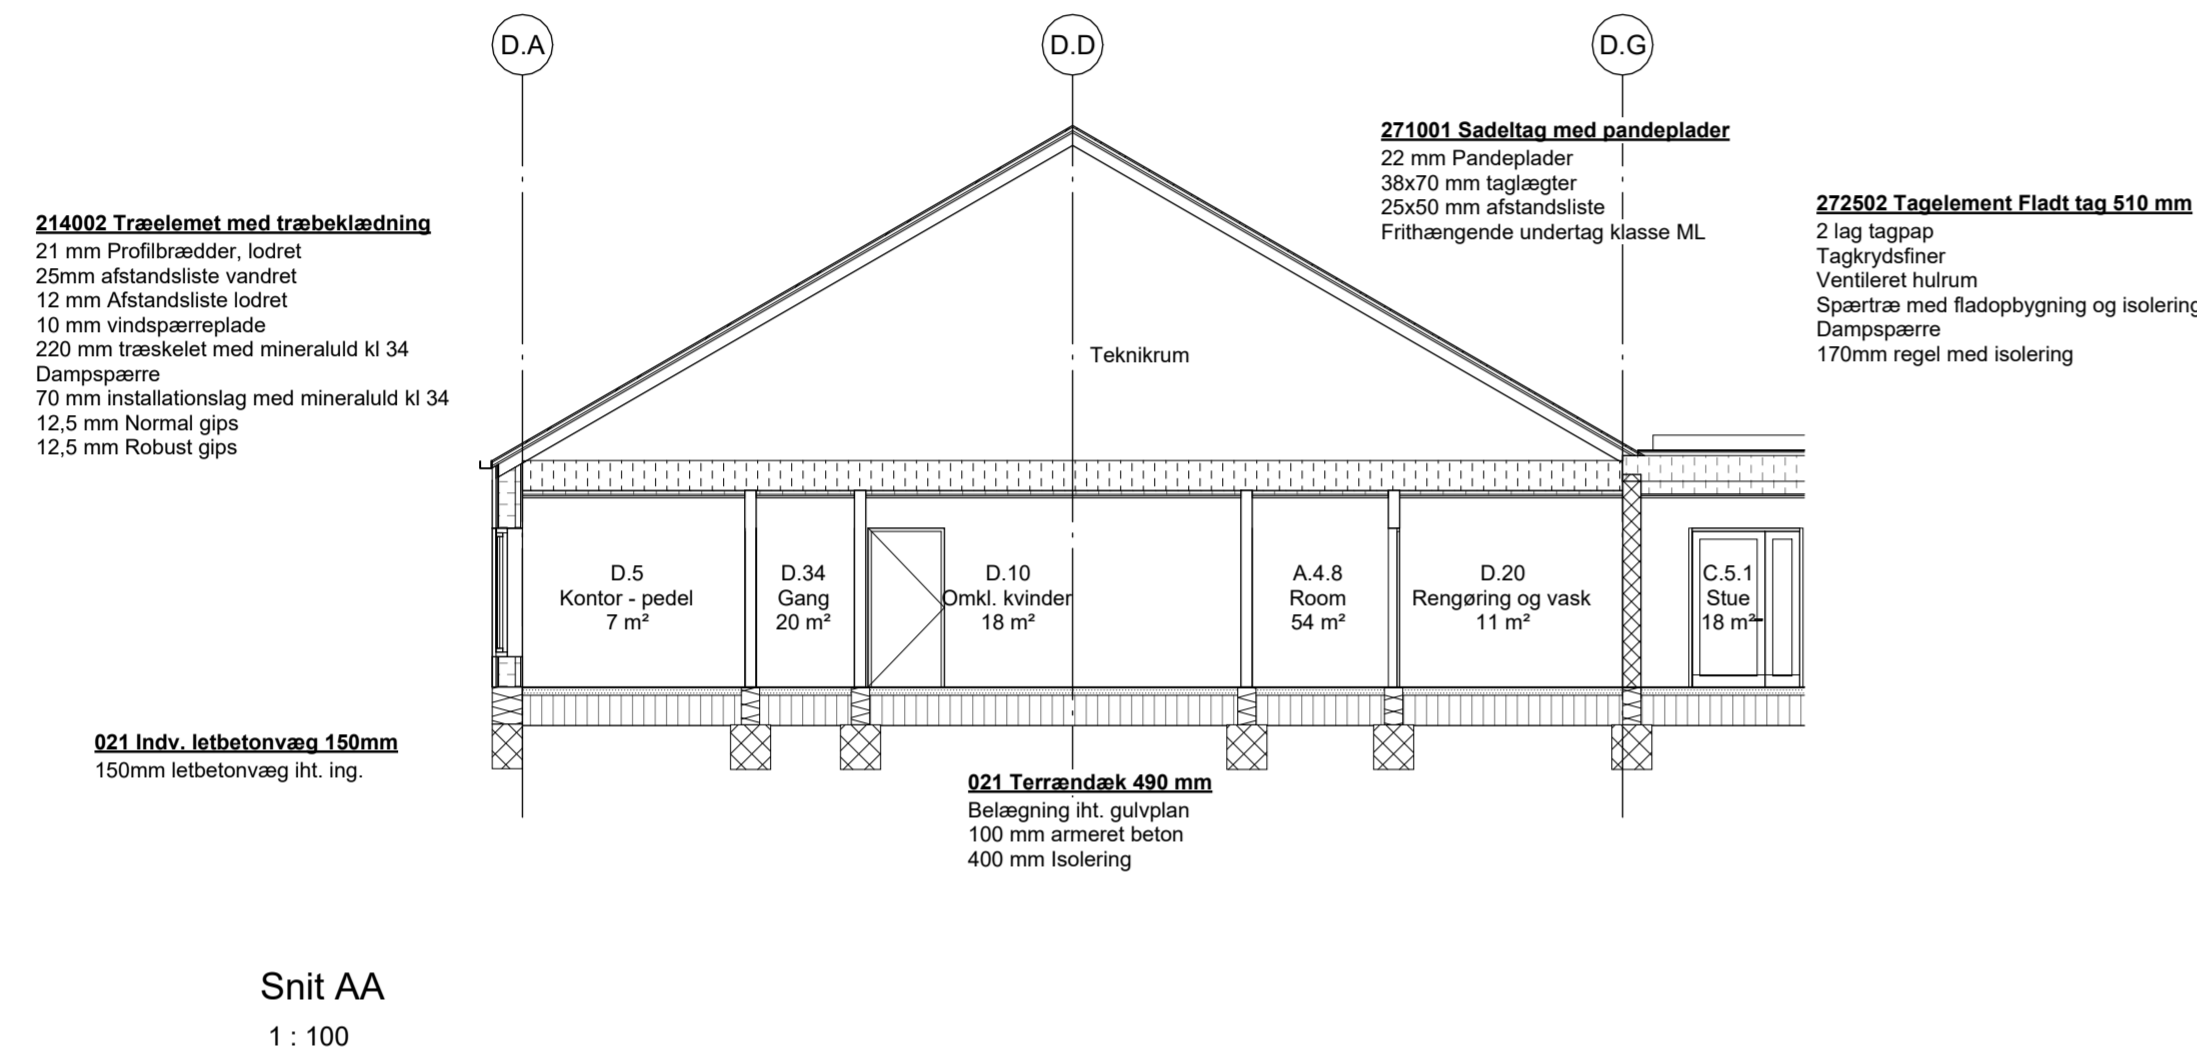 D.A
D.D
D.G
271001 Sadeltag med pandeplader
22 mm Pandeplader
38x70 mm taglægter
25x50 mm afstandsliste
Frithængende undertag klasse ML
272502 Tagelement Fladt tag 510 mm
2 lag tagpap
Tagkrydsfiner
Ventileret hulrum
Spærtræ med fladopbygning og isolering
Dampspærre
170mm regel med isolering
214002 Træelemet med træbeklædning
21 mm Profilbrædder, lodret
25mm afstandsliste vandret
12 mm Afstandsliste lodret
10 mm vindspærreplade
220 mm træskelet med mineraluld kl 34
Dampspærre
70 mm installationslag med mineraluld kl 34
12,5 mm Normal gips
12,5 mm Robust gips
Teknikrum
D.5
Kontor - pedel
7 m²
D.34
Gang
20 m²
D.10
Omkl. kvinder
18 m²
A.4.8
Room
54 m²
D.20
Rengøring og vask
11 m²
C.5.1
Stue
18 m²
021 Indv. letbetonvæg 150mm
150mm letbetonvæg iht. ing.
021 Terrændæk 490 mm
Belægning iht. gulvplan
100 mm armeret beton
400 mm Isolering
Snit AA
1 : 100